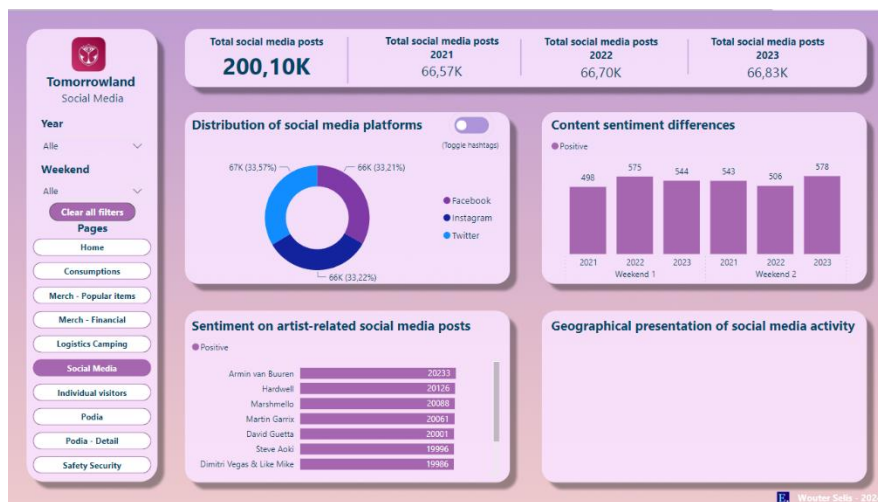 Tomorrowland
Social Media
Year
Alle
Weekend
Alle
Clear all filters
Pages
Home
Consumptions
Merch - Popular items
Merch - Financial
Logistics Camping
Social Media
Individual visitors
Podia
Podia - Detail
Safety Security
Total social media posts
200,10K
Total social media posts
2021
66,57K
Total social media posts
2022
66,70K
Total social media posts
2023
66,83K
Distribution of social media platforms
(Toggle hashtags)
67K (33,57%)
66K (33,21%)
66K (33,22%)
Facebook
Instagram
Twitter
Content sentiment differences
Positive
498
575
544
543
506
578
2021
2022
2023
2021
2022
2023
Weekend 1
Weekend 2
Sentiment on artist-related social media posts
Positive
Armin van Buuren 20233
Hardwell 20126
Marshmello 20088
Martin Garrix 20061
David Guetta 20001
Steve Aoki 19996
Dimitri Vegas & Like Mike 19986
Geographical presentation of social media activity
Wouter Selis